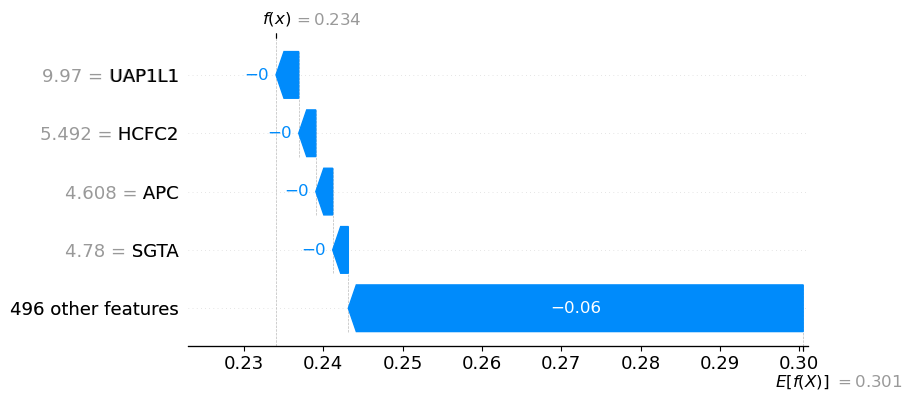 f(x) = 0.234
9.97 = UAP1L1
−0
5.492 = HCFC2
−0
4.608 = APC
−0
4.78 = SGTA
−0
496 other features
−0.06
0.23 0.24 0.25 0.26 0.27 0.28 0.29 0.30
E[f(X)] = 0.301